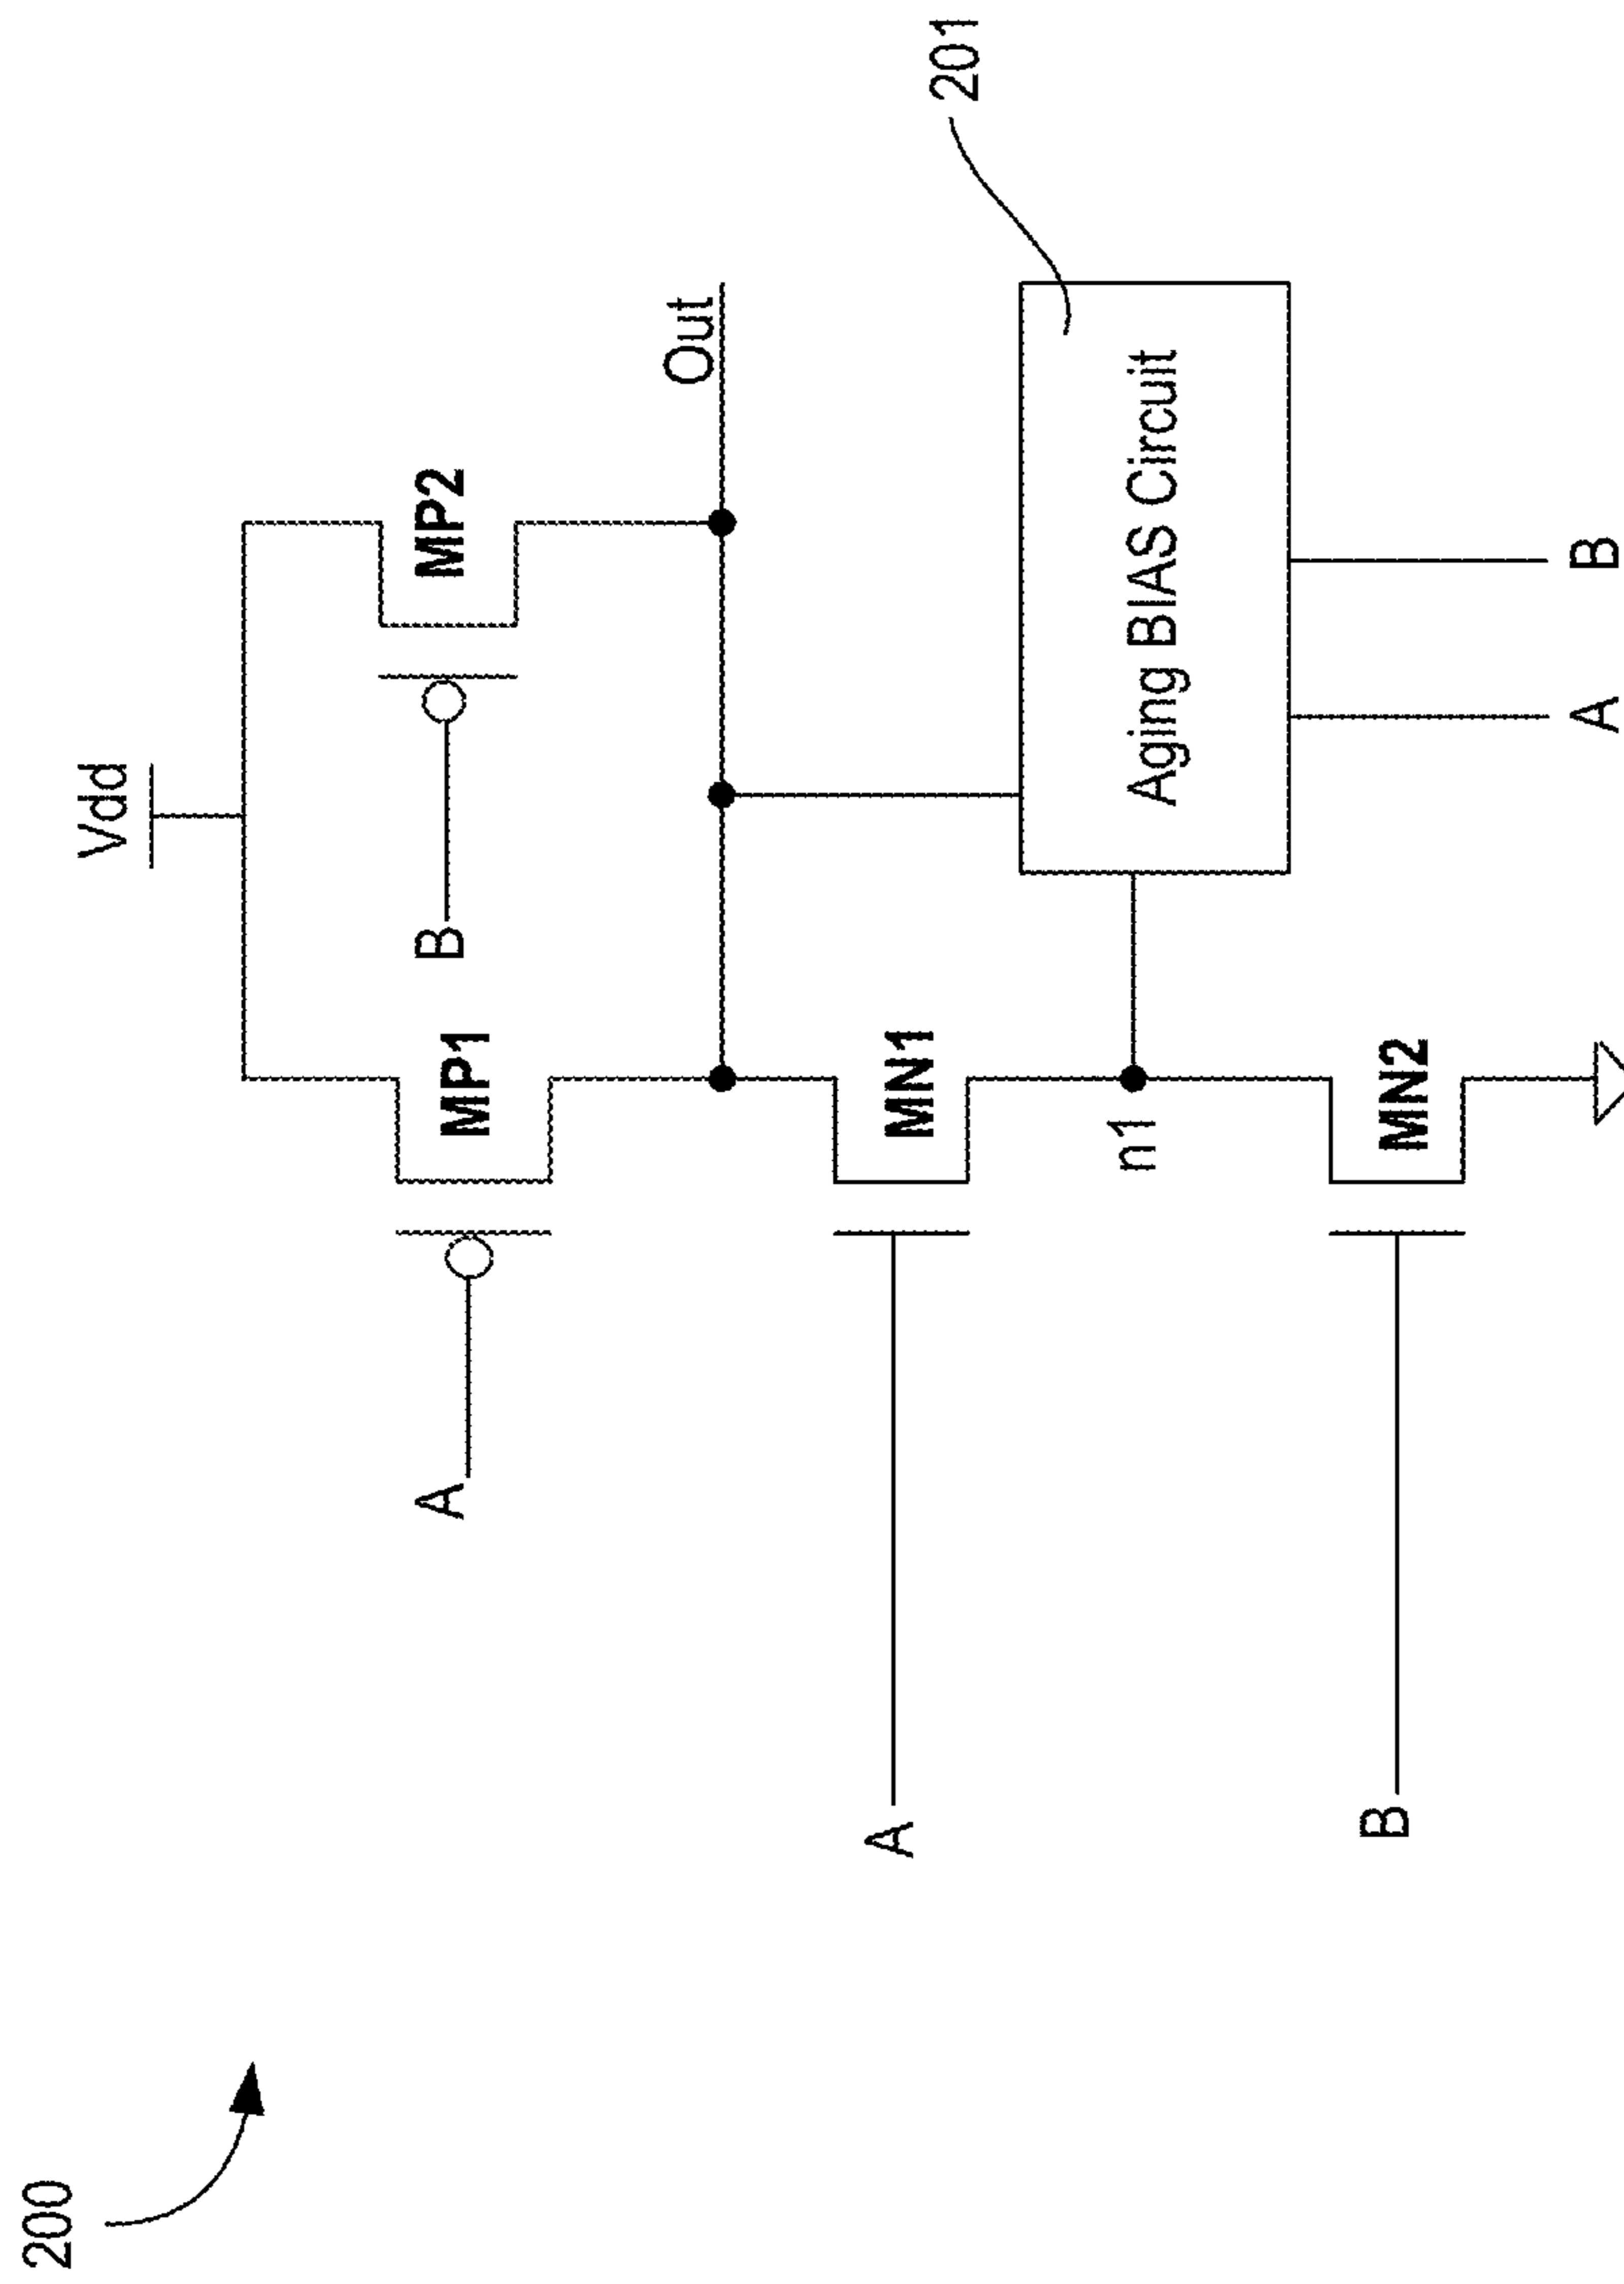 200
Vdd
A
MP1
B
MP2
Out
A
MN1
201
n1
Aging BIAS Circuit
B
MN2
A
B